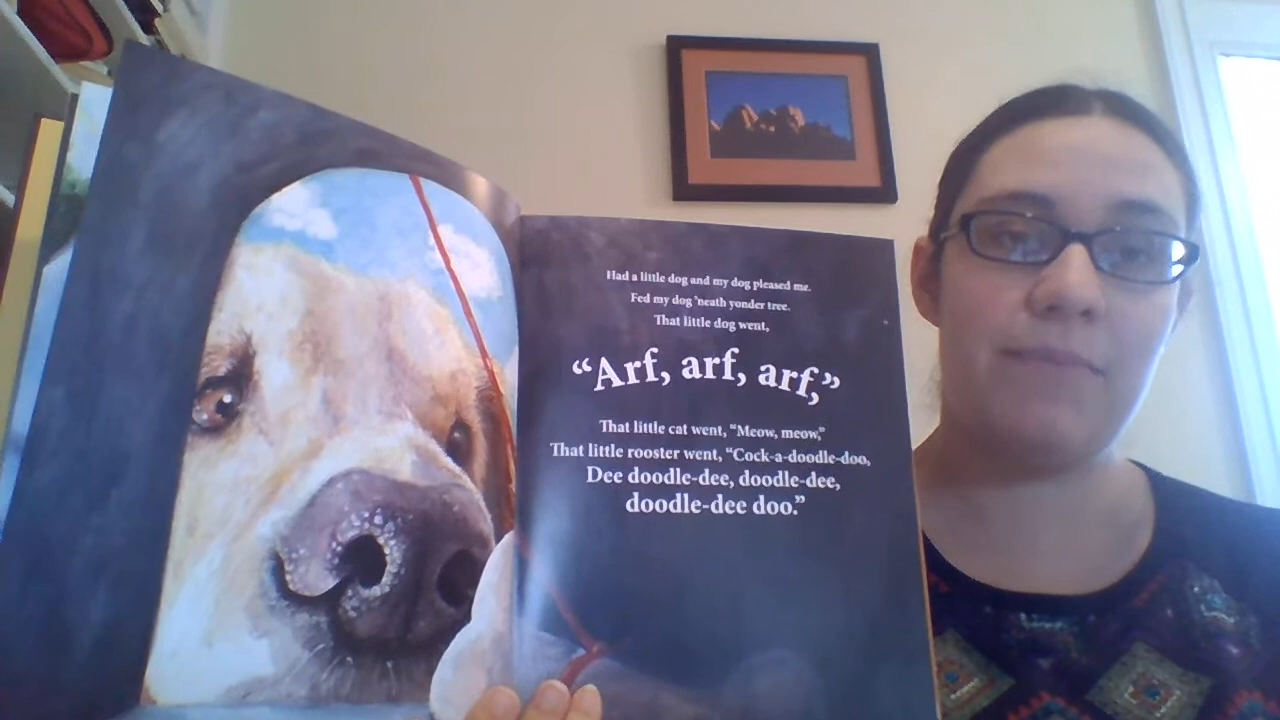 Had a little dog and my dog pleased me.
Fed my dog ’neath yonder tree.
That little dog went,
“Arf, arf, arf,”
That little cat went, “Meow, meow,”
That little rooster went, “Cock-a-doodle-doo,
Dee doodle-dee, doodle-dee,
doodle-dee doo.”